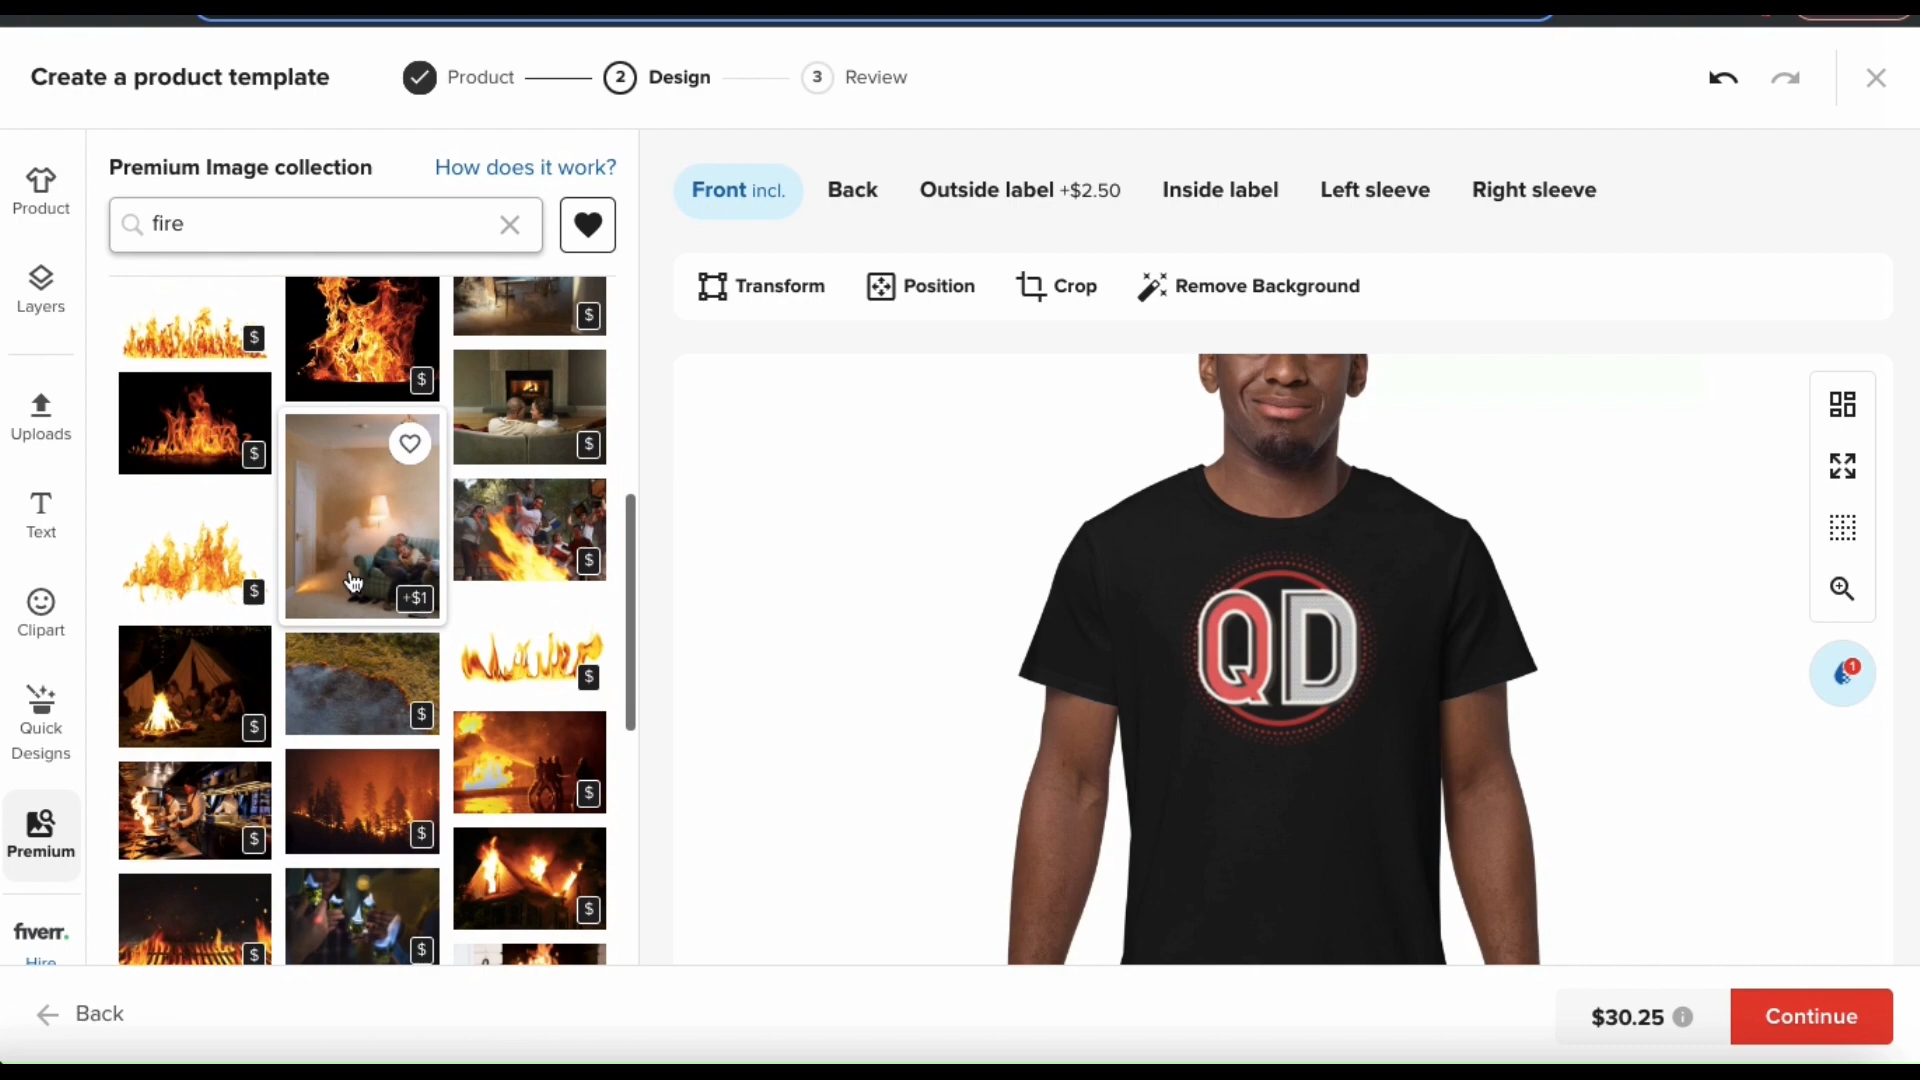 Create a product template
Product
2
Design
3
Review
Product
Layers
Uploads
Text
Clipart
Quick
Designs
Premium
fiverr.
Hire
Premium Image collection
How does it work?
fire
$
$
$
$
$
$
+$1
$
$
$
$
$
$
$
$
$
$
$
Front incl.
Back
Outside label +$2.50
Inside label
Left sleeve
Right sleeve
Transform
Position
Crop
Remove Background
QD
1
Back
$30.25
Continue